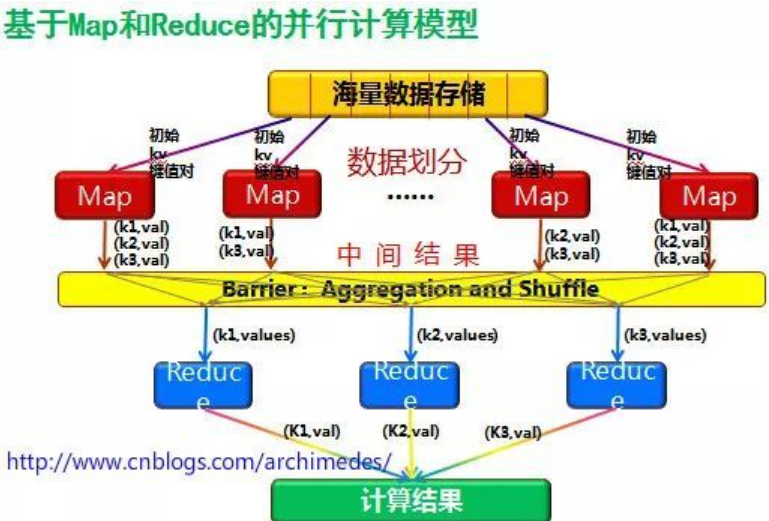 基于Map和Reduce的并行计算模型
海量数据存储
初始
kv
键值对
初始
kv
键值对
初始
kv
键值对
初始
kv
键值对
数据划分
......
Map
Map
Map
Map
(k1,val)
(k2,val)
(k3,val)
(k1,val)
(k3,val)
(k2,val)
(k3,val)
(k1,val)
(k2,val)
(k3,val)
中 间 结 果
Barrier: Aggregation and Shuffle
(k1,values)
(k2,values)
(k3,values)
Reduc
e
Reduc
e
Reduc
e
(K1,val)
(K2,val)
(K3,val)
http://www.cnblogs.com/archimedes/
计算结果